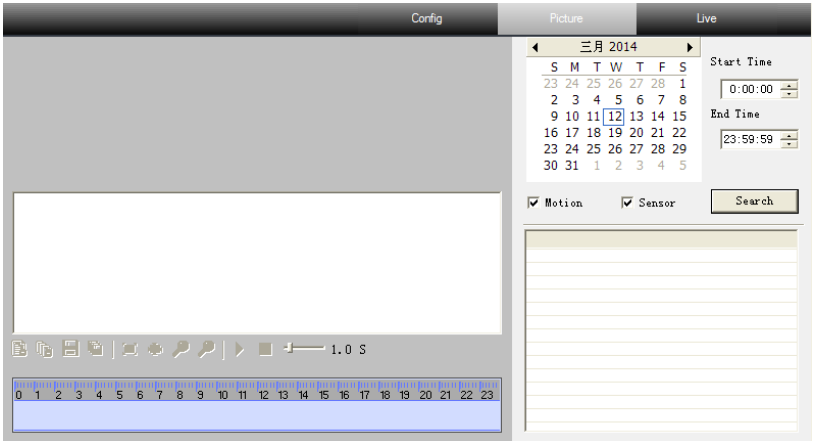 Config Picture Live
三月 2014
S M T W T F S
23 24 25 26 27 28 1
2 3 4 5 6 7 8
9 10 11 12 13 14 15
16 17 18 19 20 21 22
23 24 25 26 27 28 29
30 31 1 2 3 4 5
Start Time
0:00:00
End Time
23:59:59
Motion Sensor Search
1.0 S
0 1 2 3 4 5 6 7 8 9 10 11 12 13 14 15 16 17 18 19 20 21 22 23